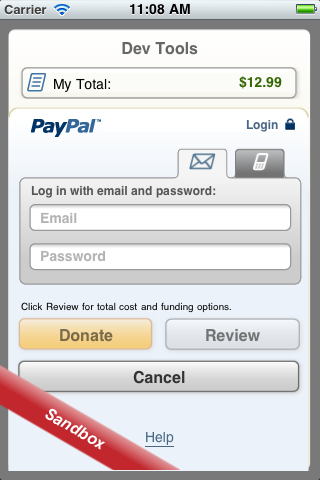 Carrier 11:08 AM
Dev Tools
My Total: $12.99
PayPal™ Login
Log in with email and password:
Email
Password
Click Review for total cost and funding options.
Donate Review
Cancel
Sandbox
Help